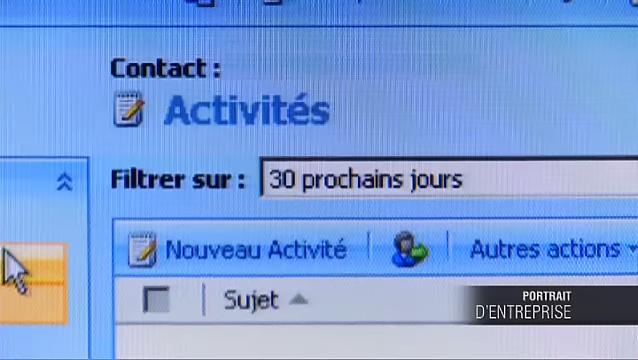 Contact :
Activités
Filtrer sur : 30 prochains jours
Nouveau Activité Autres actions
Sujet
PORTRAIT
D'ENTREPRISE